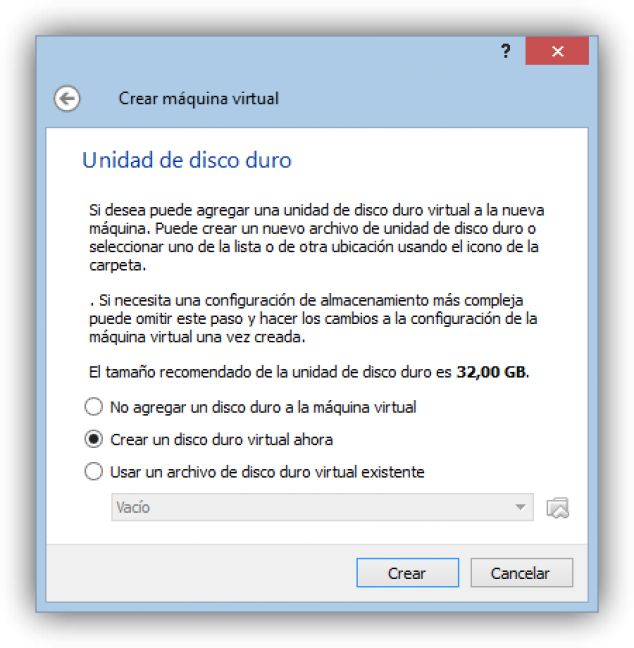 ?
Crear máquina virtual
Unidad de disco duro
Si desea puede agregar una unidad de disco duro virtual a la nueva
máquina. Puede crear un nuevo archivo de unidad de disco duro o
seleccionar uno de la lista o de otra ubicación usando el icono de la
carpeta.
. Si necesita una configuración de almacenamiento más compleja
puede omitir este paso y hacer los cambios a la configuración de la
máquina virtual una vez creada.
El tamaño recomendado de la unidad de disco duro es 32,00 GB.
No agregar un disco duro a la máquina virtual
Crear un disco duro virtual ahora
Usar un archivo de disco duro virtual existente
Vacío
Crear Cancelar